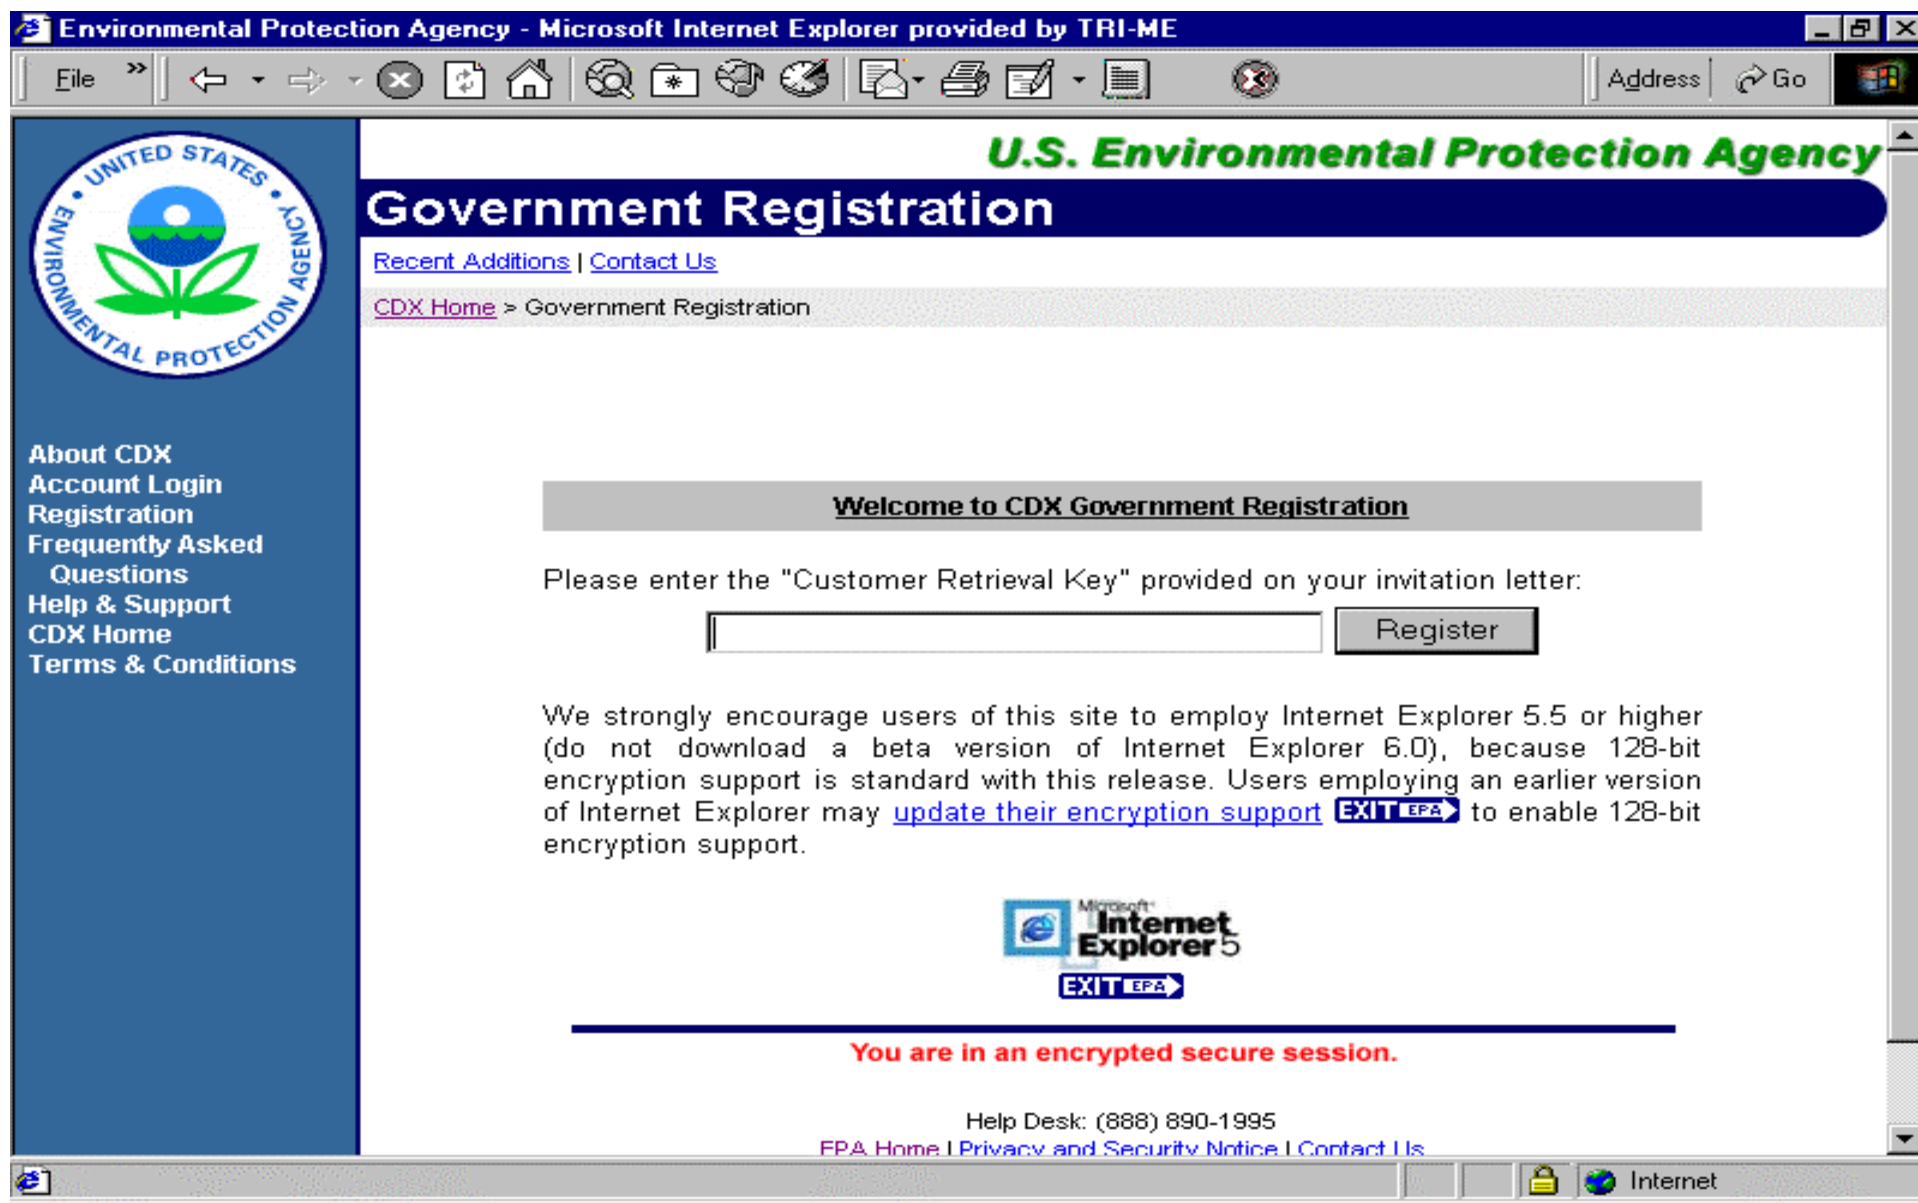 Environmental Protection Agency - Microsoft Internet Explorer provided by TRI-ME
File » Address Go
UNITED STATES • ENVIRONMENTAL PROTECTION AGENCY •
U.S. Environmental Protection Agency
Government Registration
Recent Additions | Contact Us
CDX Home > Government Registration
About CDX
Account Login
Registration
Frequently Asked
Questions
Help & Support
CDX Home
Terms & Conditions
Welcome to CDX Government Registration
Please enter the "Customer Retrieval Key" provided on your invitation letter:
Register
We strongly encourage users of this site to employ Internet Explorer 5.5 or higher
(do not download a beta version of Internet Explorer 6.0), because 128-bit
encryption support is standard with this release. Users employing an earlier version
of Internet Explorer may update their encryption support EXIT EPA to enable 128-bit
encryption support.
Microsoft
Internet
Explorer 5
EXIT EPA
You are in an encrypted secure session.
Help Desk: (888) 890-1995
EPA Home | Privacy and Security Notice | Contact Us
Internet